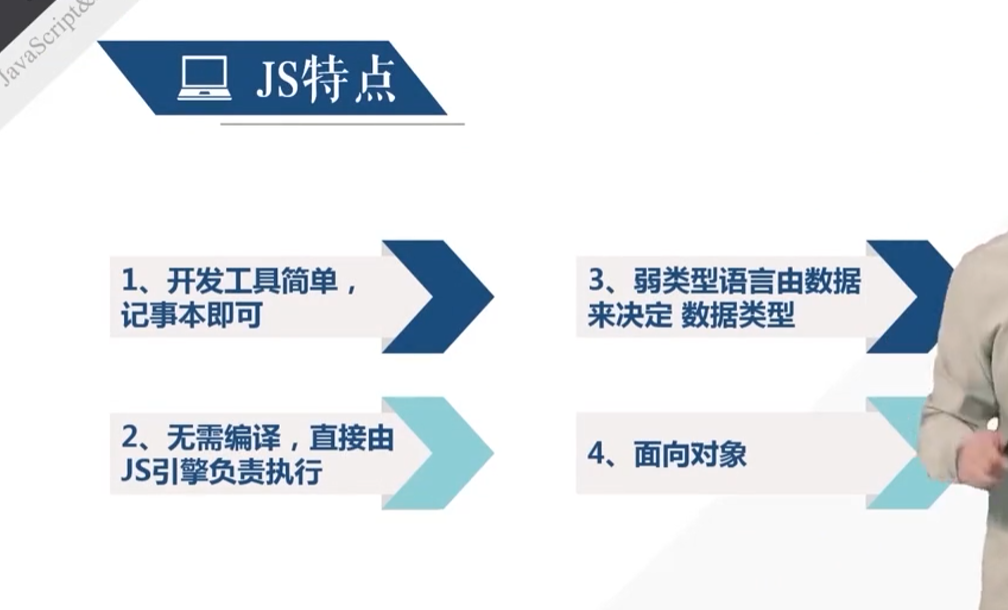 JavaScript&
JS特点
1、开发工具简单，
记事本即可
2、无需编译，直接由
JS引擎负责执行
3、弱类型语言由数据
来决定 数据类型
4、面向对象